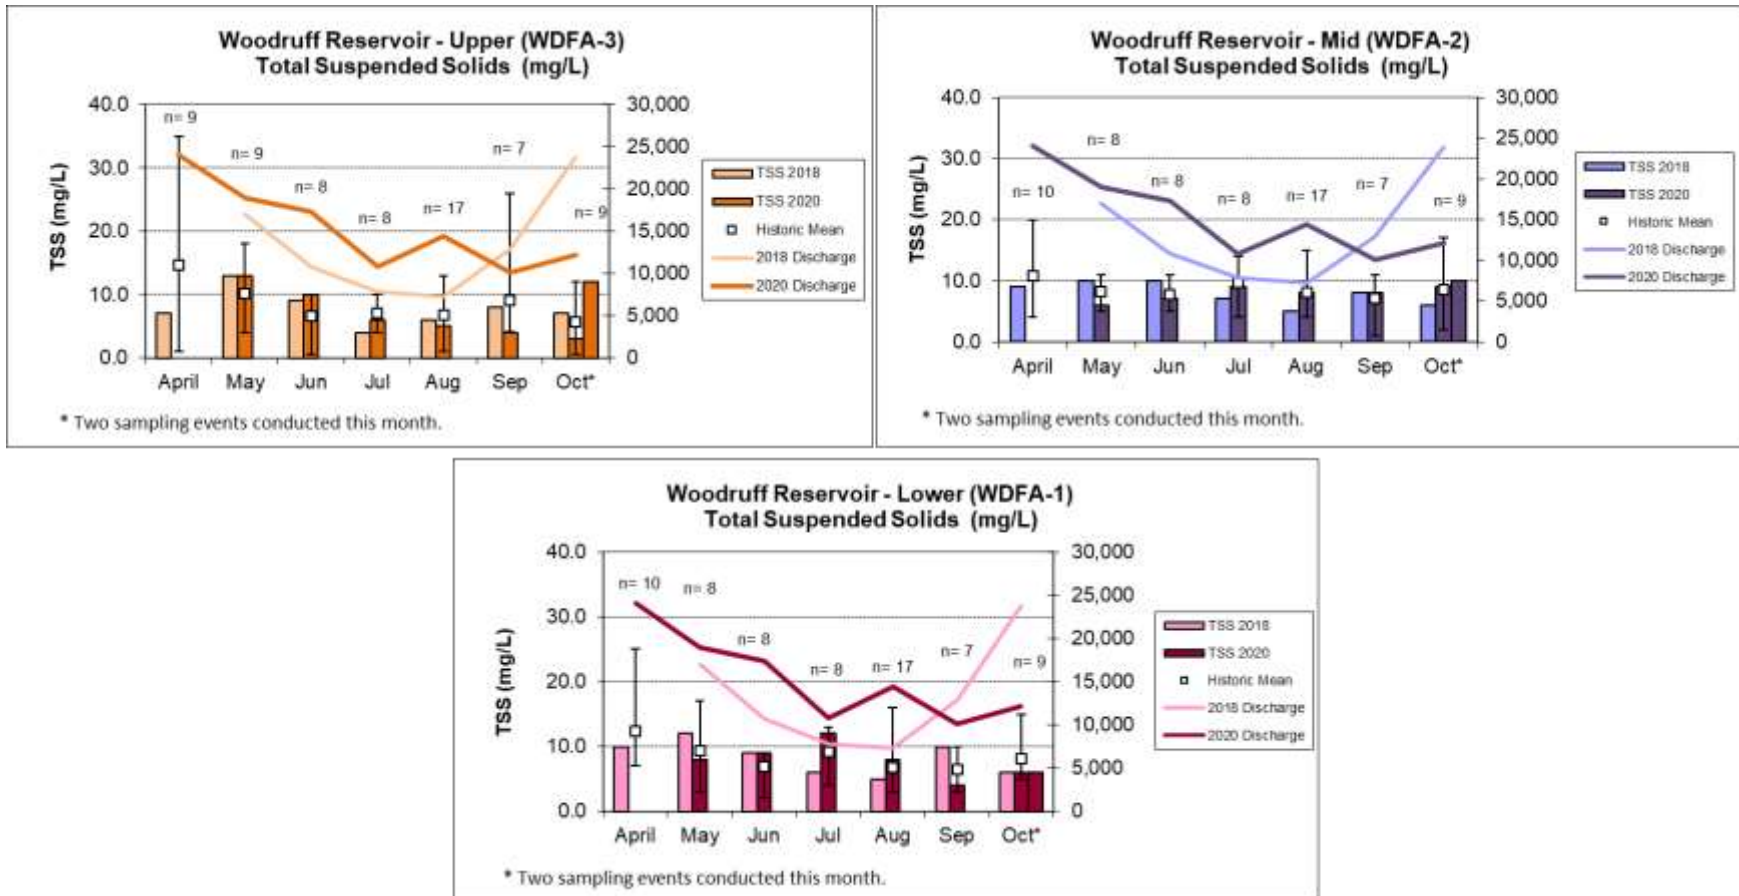 Woodruff Reservoir - Upper (WDFA-3)
Total Suspended Solids (mg/L)
TSS (mg/L)
40.0
30.0
20.0
10.0
0.0
30,000
25,000
20,000
15,000
10,000
5,000
0
n= 9
n= 9
n= 8
n= 8
n= 17
n= 7
n= 9
April May Jun Jul Aug Sep Oct*
TSS 2018
TSS 2020
Historic Mean
2018 Discharge
2020 Discharge
* Two sampling events conducted this month.
Woodruff Reservoir - Mid (WDFA-2)
Total Suspended Solids (mg/L)
TSS (mg/L)
40.0
30.0
20.0
10.0
0.0
30,000
25,000
20,000
15,000
10,000
5,000
0
n= 10
n= 8
n= 8
n= 8
n= 17
n= 7
n= 9
April May Jun Jul Aug Sep Oct*
TSS 2018
TSS 2020
Historic Mean
2018 Discharge
2020 Discharge
* Two sampling events conducted this month.
Woodruff Reservoir - Lower (WDFA-1)
Total Suspended Solids (mg/L)
TSS (mg/L)
40.0
30.0
20.0
10.0
0.0
30,000
25,000
20,000
15,000
10,000
5,000
0
n= 10
n= 8
n= 8
n= 8
n= 17
n= 7
n= 9
April May Jun Jul Aug Sep Oct*
TSS 2018
TSS 2020
Historic Mean
2018 Discharge
2020 Discharge
* Two sampling events conducted this month.